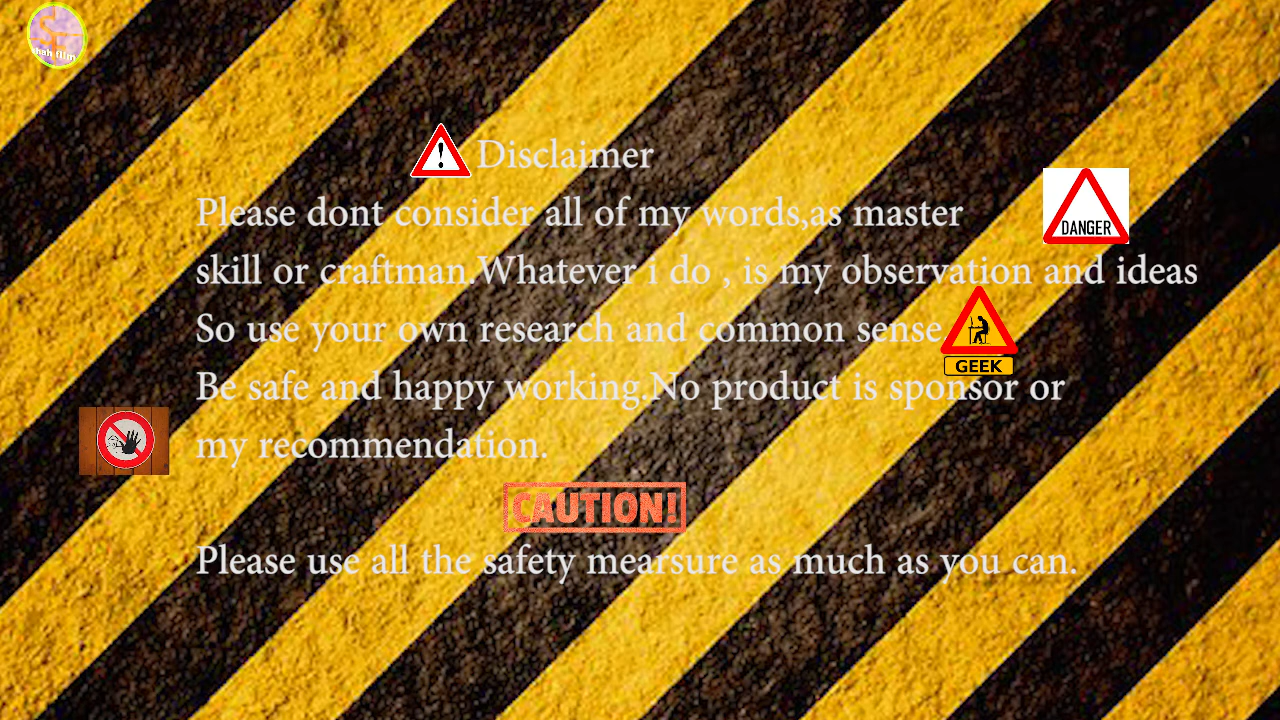 shah film
Disclaimer
Please dont consider all of my words,as master
DANGER
skill or craftman.Whatever i do , is my observation and ideas
So use your own research and common sense
GEEK
Be safe and happy working.No product is sponsor or
my recommendation.
CAUTION!
Please use all the safety mearsure as much as you can.